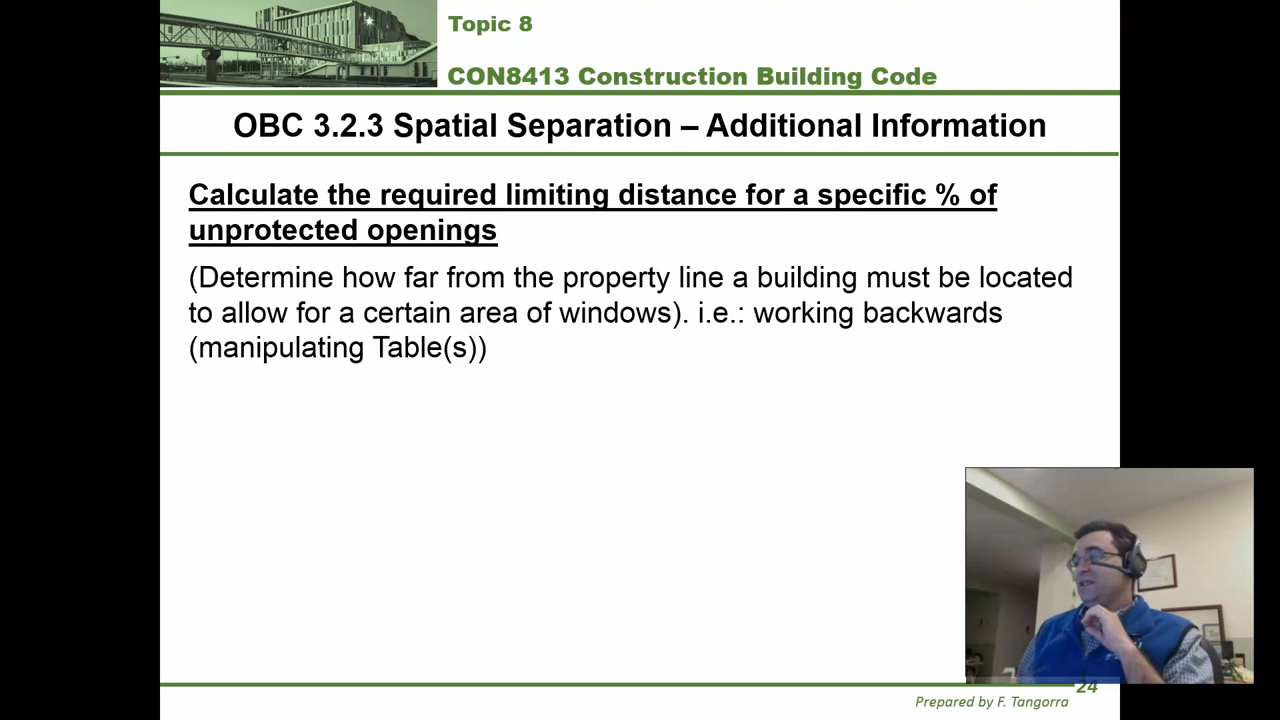 Topic 8
CON8413 Construction Building Code
OBC 3.2.3 Spatial Separation – Additional Information
Calculate the required limiting distance for a specific % of
unprotected openings
(Determine how far from the property line a building must be located
to allow for a certain area of windows). i.e.: working backwards
(manipulating Table(s))
24
Prepared by F. Tangorra